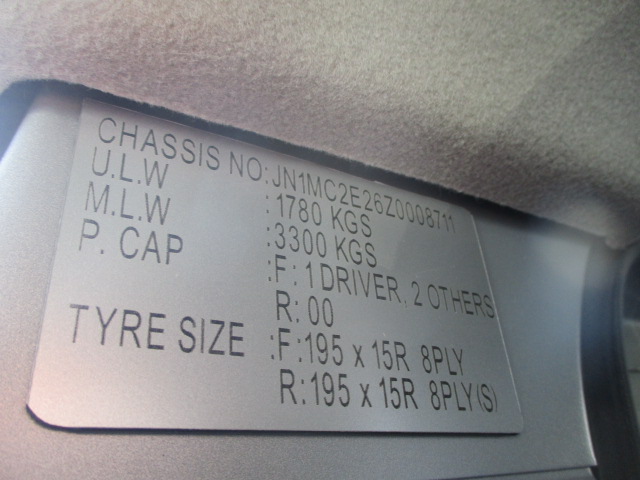 CHASSIS NO:JN1MC2E26Z0008711
U.L.W :1780 KGS
M.L.W :3300 KGS
P. CAP :F: 1 DRIVER, 2 OTHERS
R: 00
TYRE SIZE :F:195 x 15R 8PLY
R:195 x 15R 8PLY(S)